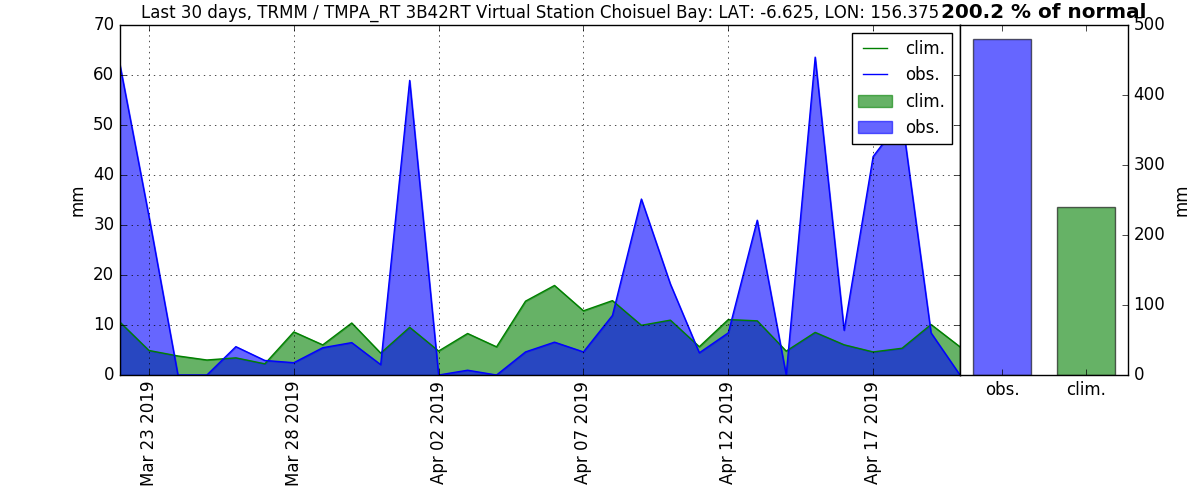 Last 30 days, TRMM / TMPA_RT 3B42RT Virtual Station Choisuel Bay: LAT: -6.625, LON: 156.375
200.2 % of normal
70
60
50
40
30
20
10
0
mm
clim.
obs.
clim.
obs.
Mar 23 2019
Mar 28 2019
Apr 02 2019
Apr 07 2019
Apr 12 2019
Apr 17 2019
500
400
300
200
100
0
mm
obs.
clim.